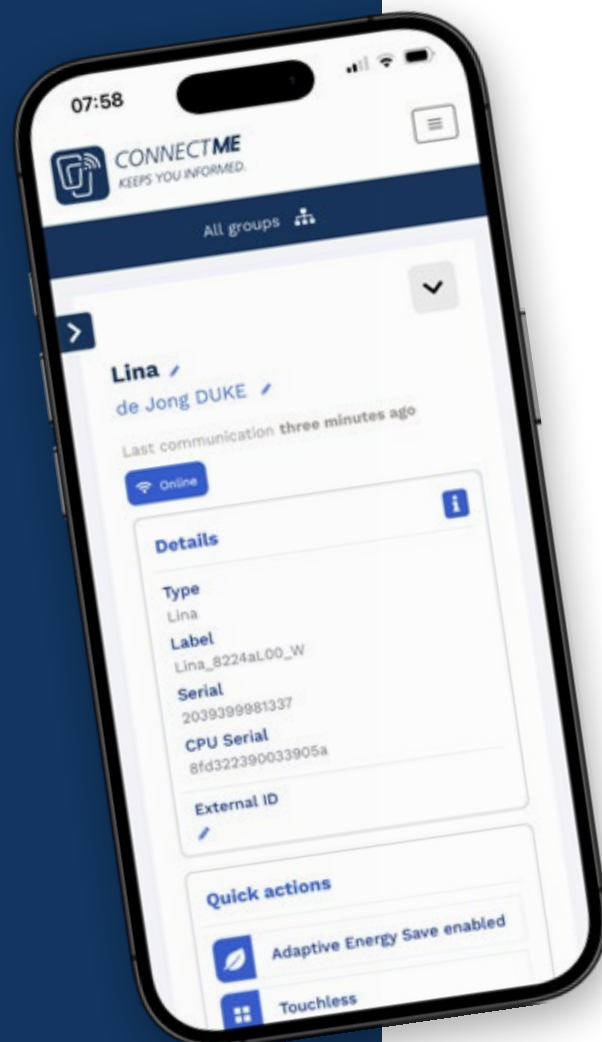 07:58
CONNECTME
KEEPS YOU INFORMED.
All groups
Lina
de Jong DUKE
Last communication three minutes ago
Online
Details
Type
Lina
Label
Lina_8224aL00_W
Serial
2039399981337
CPU Serial
8fd322390033905a
External ID
Quick actions
Adaptive Energy Save enabled
Touchless